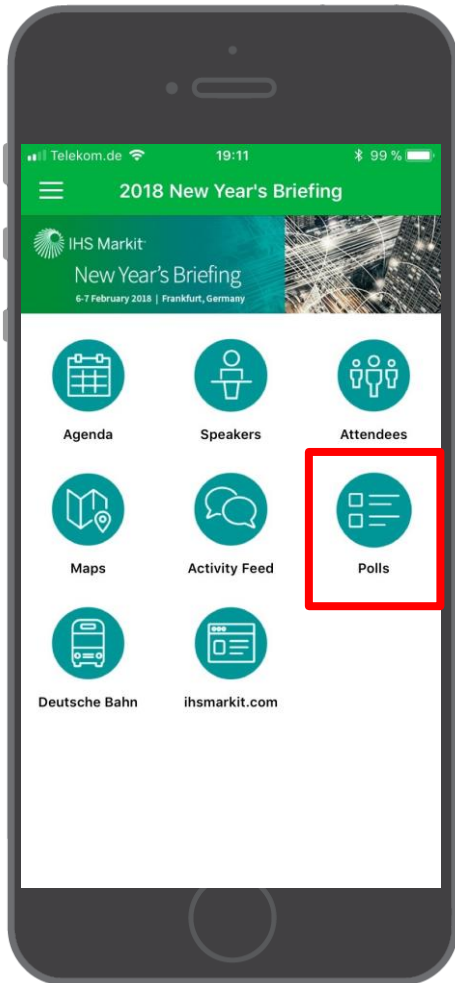 Telekom.de 19:11 99 %
2018 New Year's Briefing
IHS Markit
New Year's Briefing
6-7 February 2018 | Frankfurt, Germany
Agenda Speakers Attendees
Maps Activity Feed Polls
Deutsche Bahn ihsmarkit.com